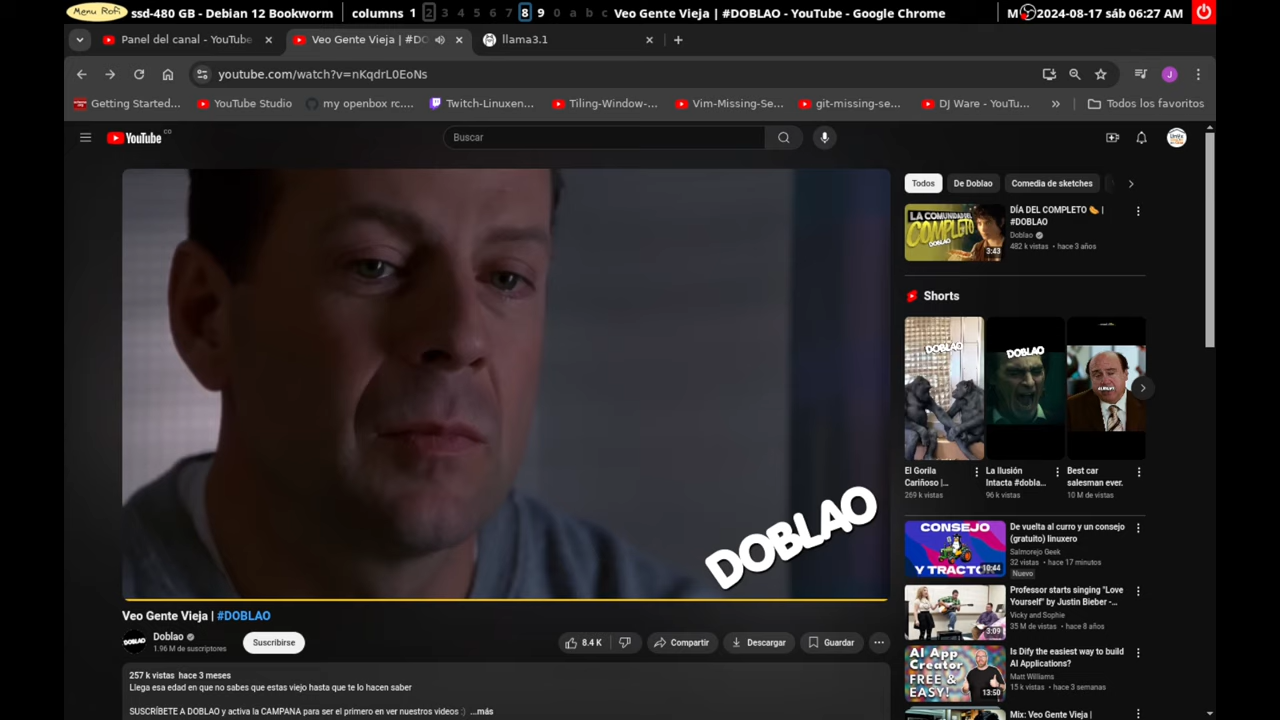 Menu Rofi
ssd-480 GB - Debian 12 Bookworm
columns 1 2 3 4 5 6 7 8 9 0 a b c
Veo Gente Vieja | #DOBLAO - YouTube - Google Chrome
2024-08-17 sáb 06:27 AM
Panel del canal - YouTube
Veo Gente Vieja | #DO
llama3.1
youtube.com/watch?v=nKqdrL0EoNs
J
Getting Started...
YouTube Studio
my openbox rc....
Twitch-Linuxen...
Tiling-Window-...
Vim-Missing-Se...
git-missing-se...
DJ Ware - YouTu...
Todos los favoritos
YouTube CO
Buscar
Todos
De Doblao
Comedia de sketches
LA COMUNIDAD DEL
COMPLETO
DOBLAO
3:43
DÍA DEL COMPLETO 🌭 |
#DOBLAO
Doblao
482 k vistas • hace 3 años
Shorts
DOBLAO
DOBLAO
El Gorila
Cariñoso |...
269 k vistas
La Ilusión
Intacta #dobla...
96 k vistas
Best car
salesman ever.
10 M de vistas
DOBLAO
CONSEJO
Y TRACTO
10:44
De vuelta al curro y un consejo
(gratuito) linuxero
Salmorejo Geek
32 vistas • hace 17 minutos
Nuevo
3:09
Professor starts singing "Love
Yourself" by Justin Bieber -...
Vicky and Sophie
35 M de vistas • hace 8 años
AI App
Creator
FREE &
EASY!
13:50
Is Dify the easiest way to build
AI Applications?
Matt Williams
15 k vistas • hace 3 semanas
Mix: Veo Gente Vieja |
Veo Gente Vieja | #DOBLAO
DOBLAO
Doblao
1.96 M de suscriptores
Suscribirse
8.4 K
Compartir
Descargar
Guardar
257 k vistas hace 3 meses
Llega esa edad en que no sabes que estas viejo hasta que te lo hacen saber
SUSCRÍBETE A DOBLAO y activa la CAMPANA para ser el primero en ver nuestros videos :) ...más